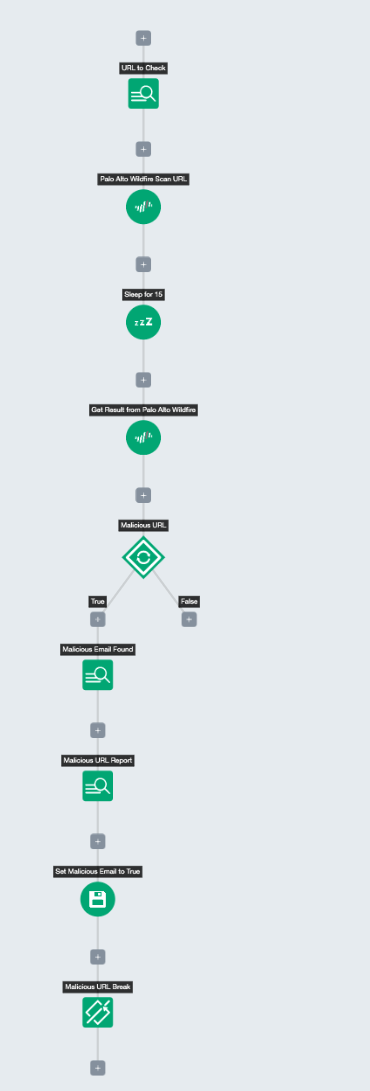 URL to Check
Palo Alto Wildfire Scan URL
Sleep for 15
zzZ
Get Result from Palo Alto Wildfire
Malicious URL
True
False
Malicious Email Found
Malicious URL Report
Set Malicious Email to True
Malicious URL Break